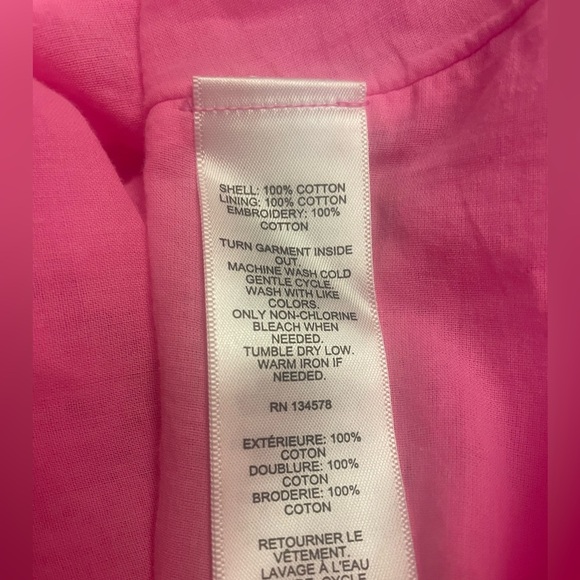 SHELL: 100% COTTON
LINING: 100% COTTON
EMBROIDERY: 100%
COTTON
TURN GARMENT INSIDE
OUT.
MACHINE WASH COLD
GENTLE CYCLE.
WASH WITH LIKE
COLORS.
ONLY NON-CHLORINE
BLEACH WHEN
NEEDED.
TUMBLE DRY LOW.
WARM IRON IF
NEEDED.
RN 134578
EXTÉRIEURE: 100%
COTON
DOUBLURE: 100%
COTON
BRODERIE: 100%
COTON
RETOURNER LE
VÊTEMENT.
LAVAGE À L'EAU
CYCLE